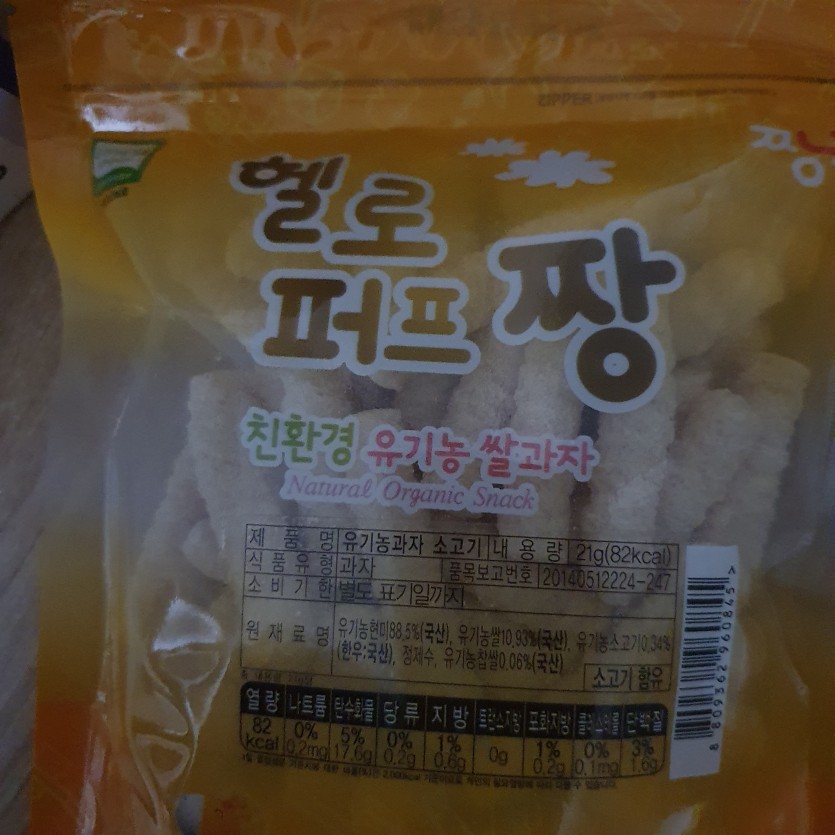 ZIPPER
헬로
퍼프 짱
친환경 유기농 쌀과자
Natural Organic Snack
제품명 유기농과자 소고기 내용량 21g(82kcal)
식품유형 과자 품목보고번호 20140512224-247
소비기한 별도 표기일까지
원재료명 유기농현미88.5%(국산), 유기농쌀10.93%(국산), 유기농소고기0.34%
(한우:국산), 정제수, 유기농찹쌀0.06%(국산)
소고기 함유
열량 나트륨 탄수화물 당류 지방 트랜스지방 포화지방 콜레스테롤 단백질
82 0% 5% 0% 1% 0g 1% 0% 3%
kcal 0.2mg 17.6g 0.2g 0.6g 0.2g 0.1mg 1.6g
8 809362 960845 >